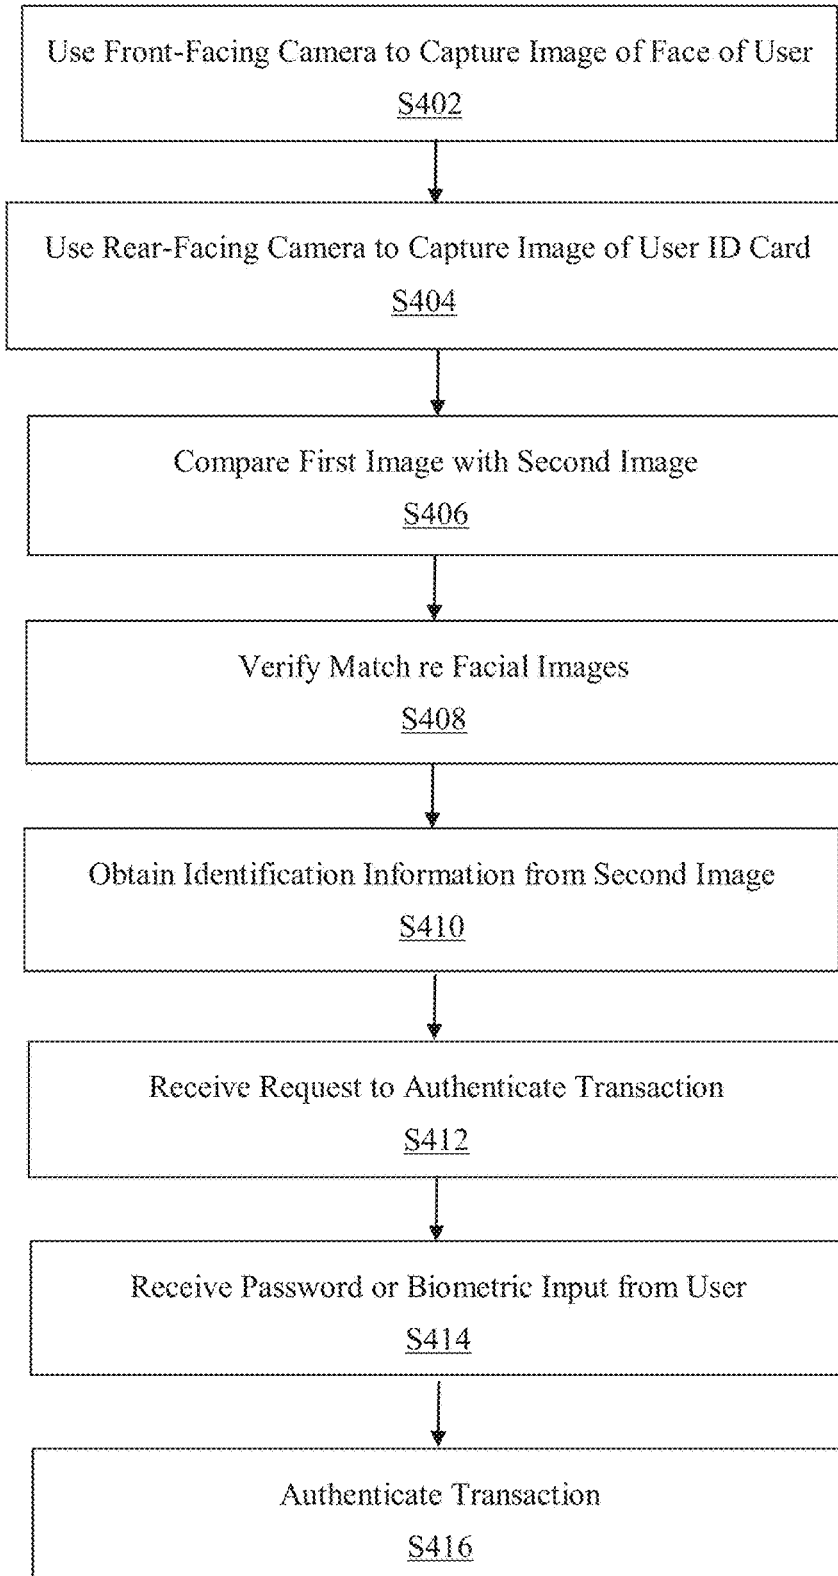 Use Front-Facing Camera to Capture Image of Face of User
S402
Use Rear-Facing Camera to Capture Image of User ID Card
S404
Compare First Image with Second Image
S406
Verify Match re Facial Images
S408
Obtain Identification Information from Second Image
S410
Receive Request to Authenticate Transaction
S412
Receive Password or Biometric Input from User
S414
Authenticate Transaction
S416